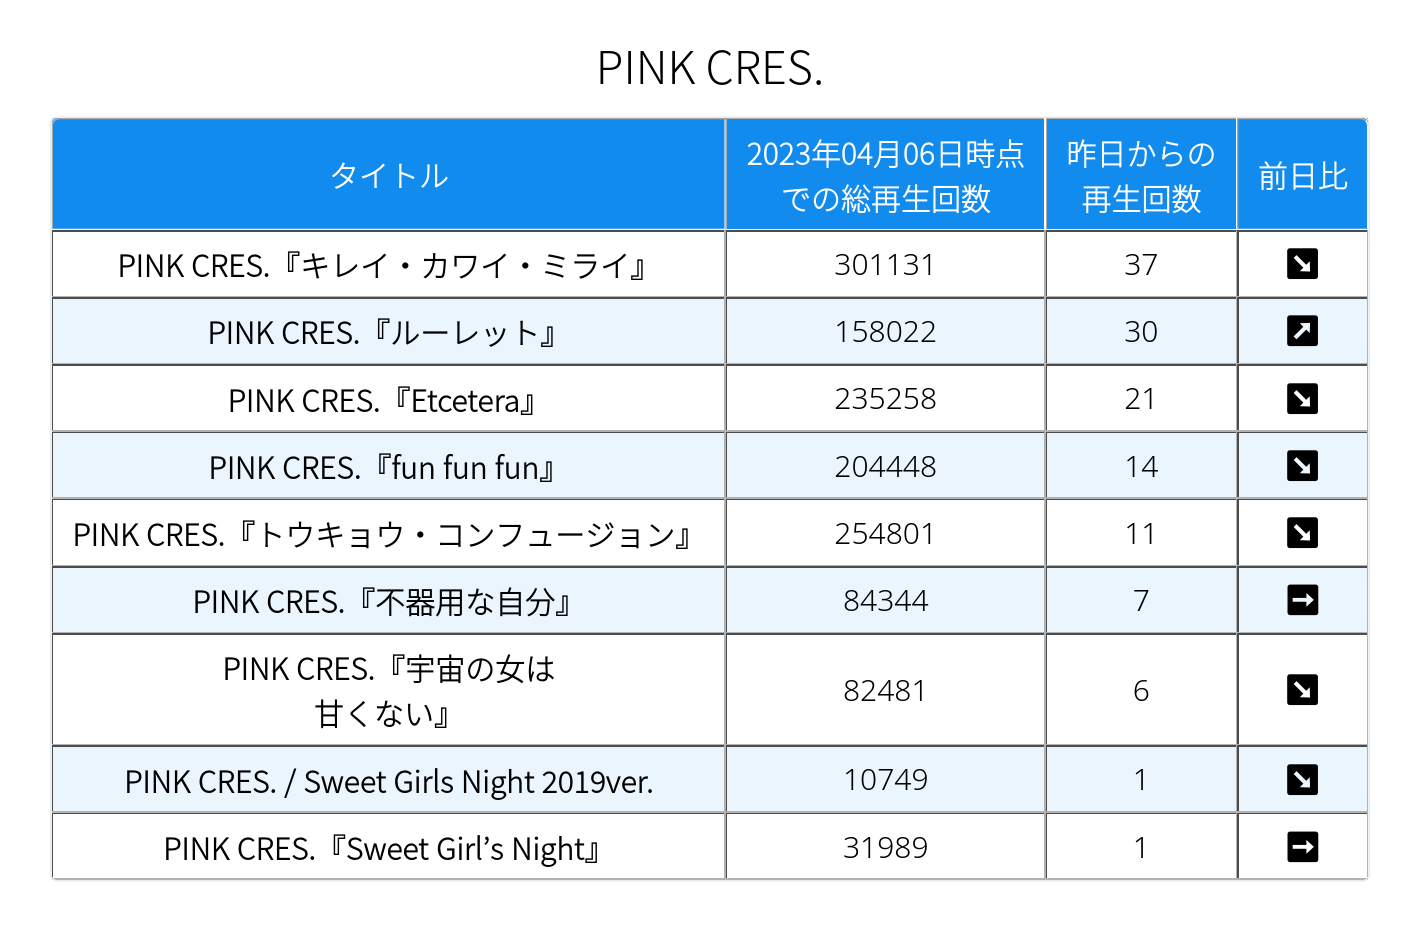 PINK CRES.
タイトル
2023年04月06日時点
での総再生回数
昨日からの
再生回数
前日比
PINK CRES.『キレイ・カワイ・ミライ』 301131 37 ↘
PINK CRES.『ルーレット』 158022 30 ↗
PINK CRES.『Etcetera』 235258 21 ↘
PINK CRES.『fun fun fun』 204448 14 ↘
PINK CRES.『トウキョウ・コンフュージョン』 254801 11 ↘
PINK CRES.『不器用な自分』 84344 7 →
PINK CRES.『宇宙の女は
甘くない』 82481 6 ↘
PINK CRES. / Sweet Girls Night 2019ver. 10749 1 ↘
PINK CRES.『Sweet Girl’s Night』 31989 1 →